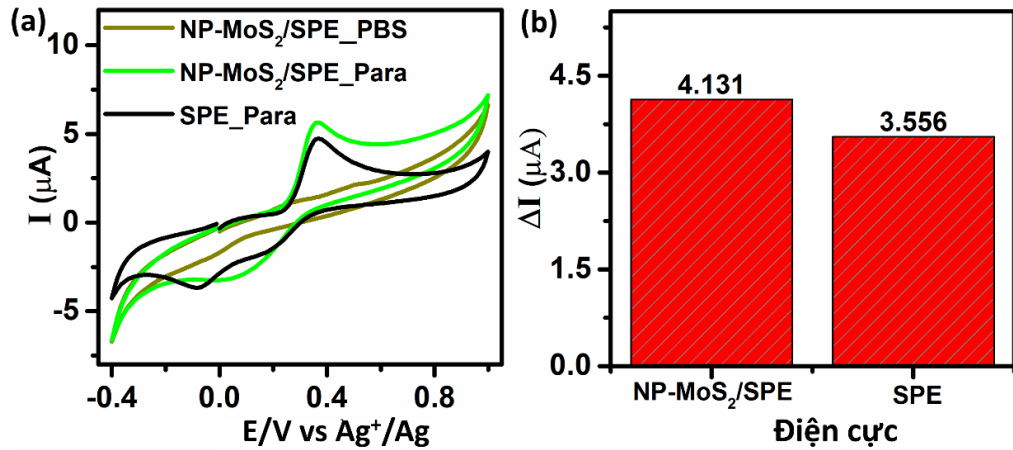 (a)
NP-MoS₂/SPE_PBS
NP-MoS₂/SPE_Para
SPE_Para
I (μA)
10
5
0
-5
-0.4 0.0 0.4 0.8
E/V vs Ag⁺/Ag
(b)
ΔI (μA)
4.5
3.0
1.5
0.0
4.131
3.556
NP-MoS₂/SPE SPE
Điện cực